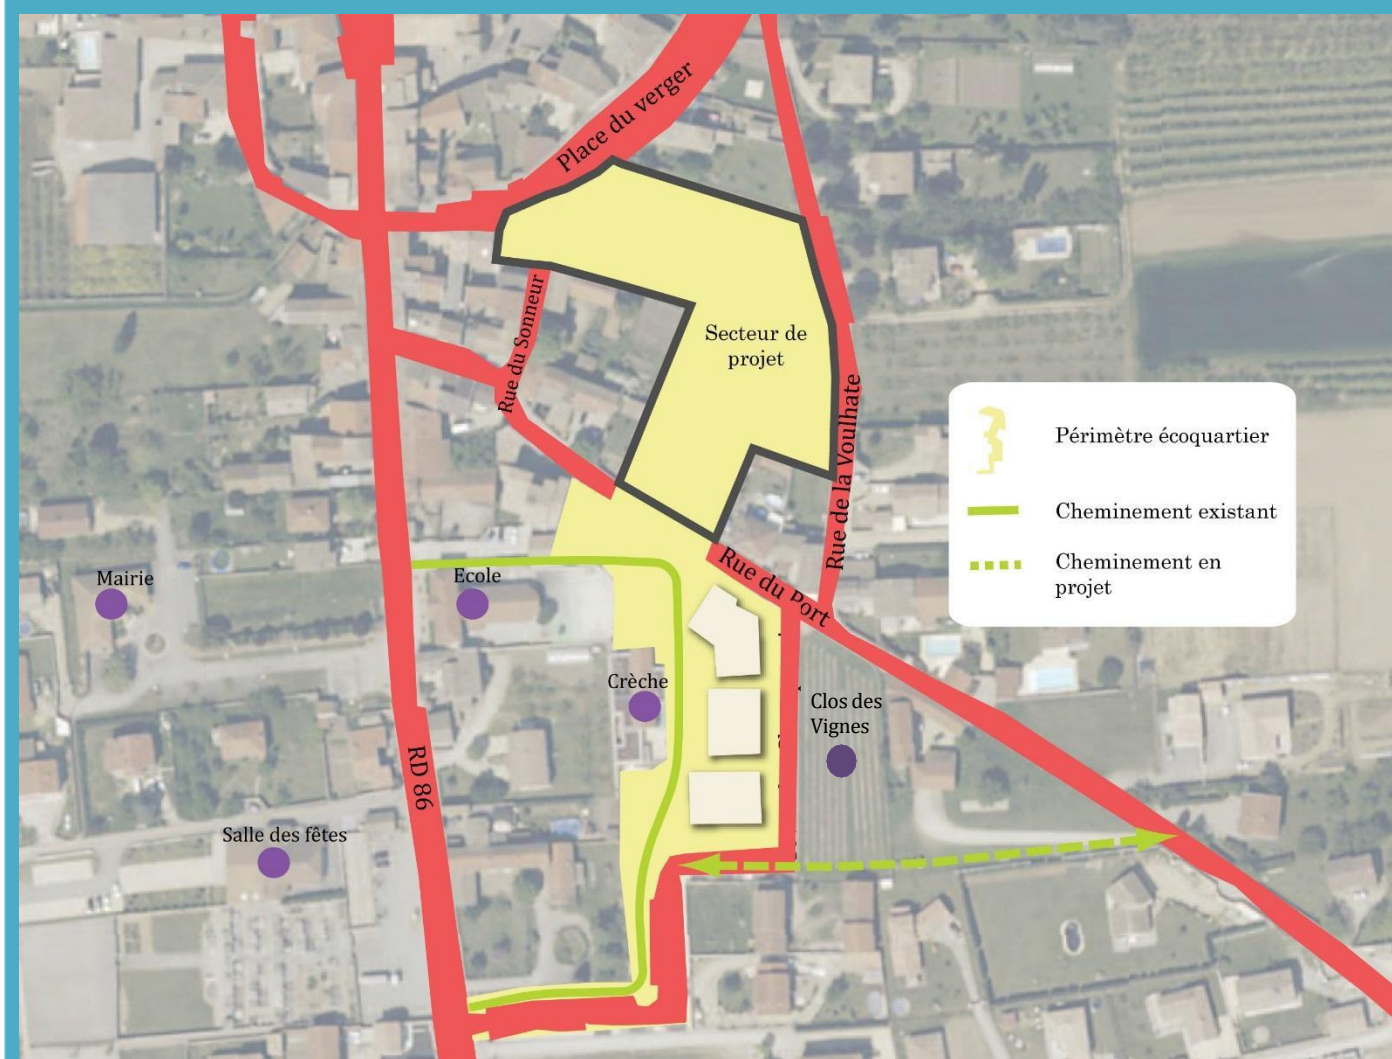 Place du verger
Rue du Sonneur
Secteur de
projet
Rue de la Voulhate
Périmètre écoquartier
Cheminement existant
Cheminement en
projet
Mairie
Ecole
Rue du Port
Crèche
Clos des
Vignes
RD 86
Salle des fêtes